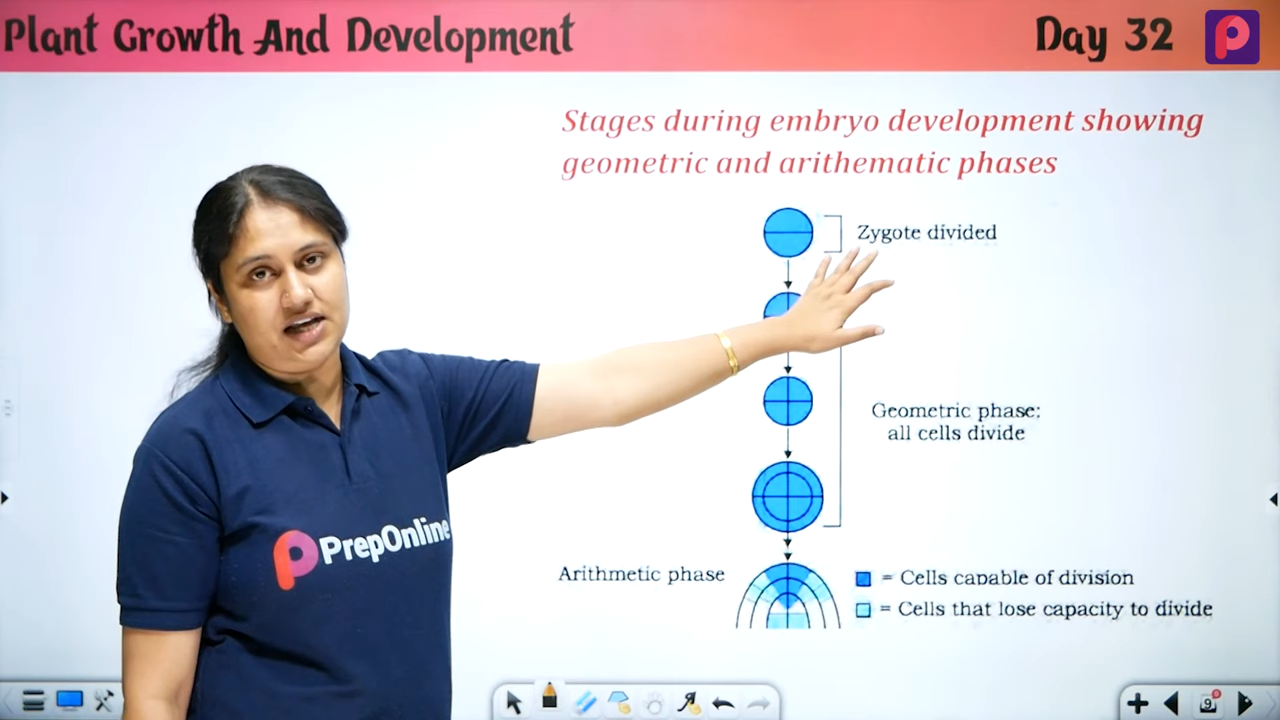 Plant Growth And Development
Day 32
Stages during embryo development showing
geometric and arithematic phases
Zygote divided
Geometric phase:
all cells divide
Arithmetic phase
= Cells capable of division
= Cells that lose capacity to divide
PrepOnline
9